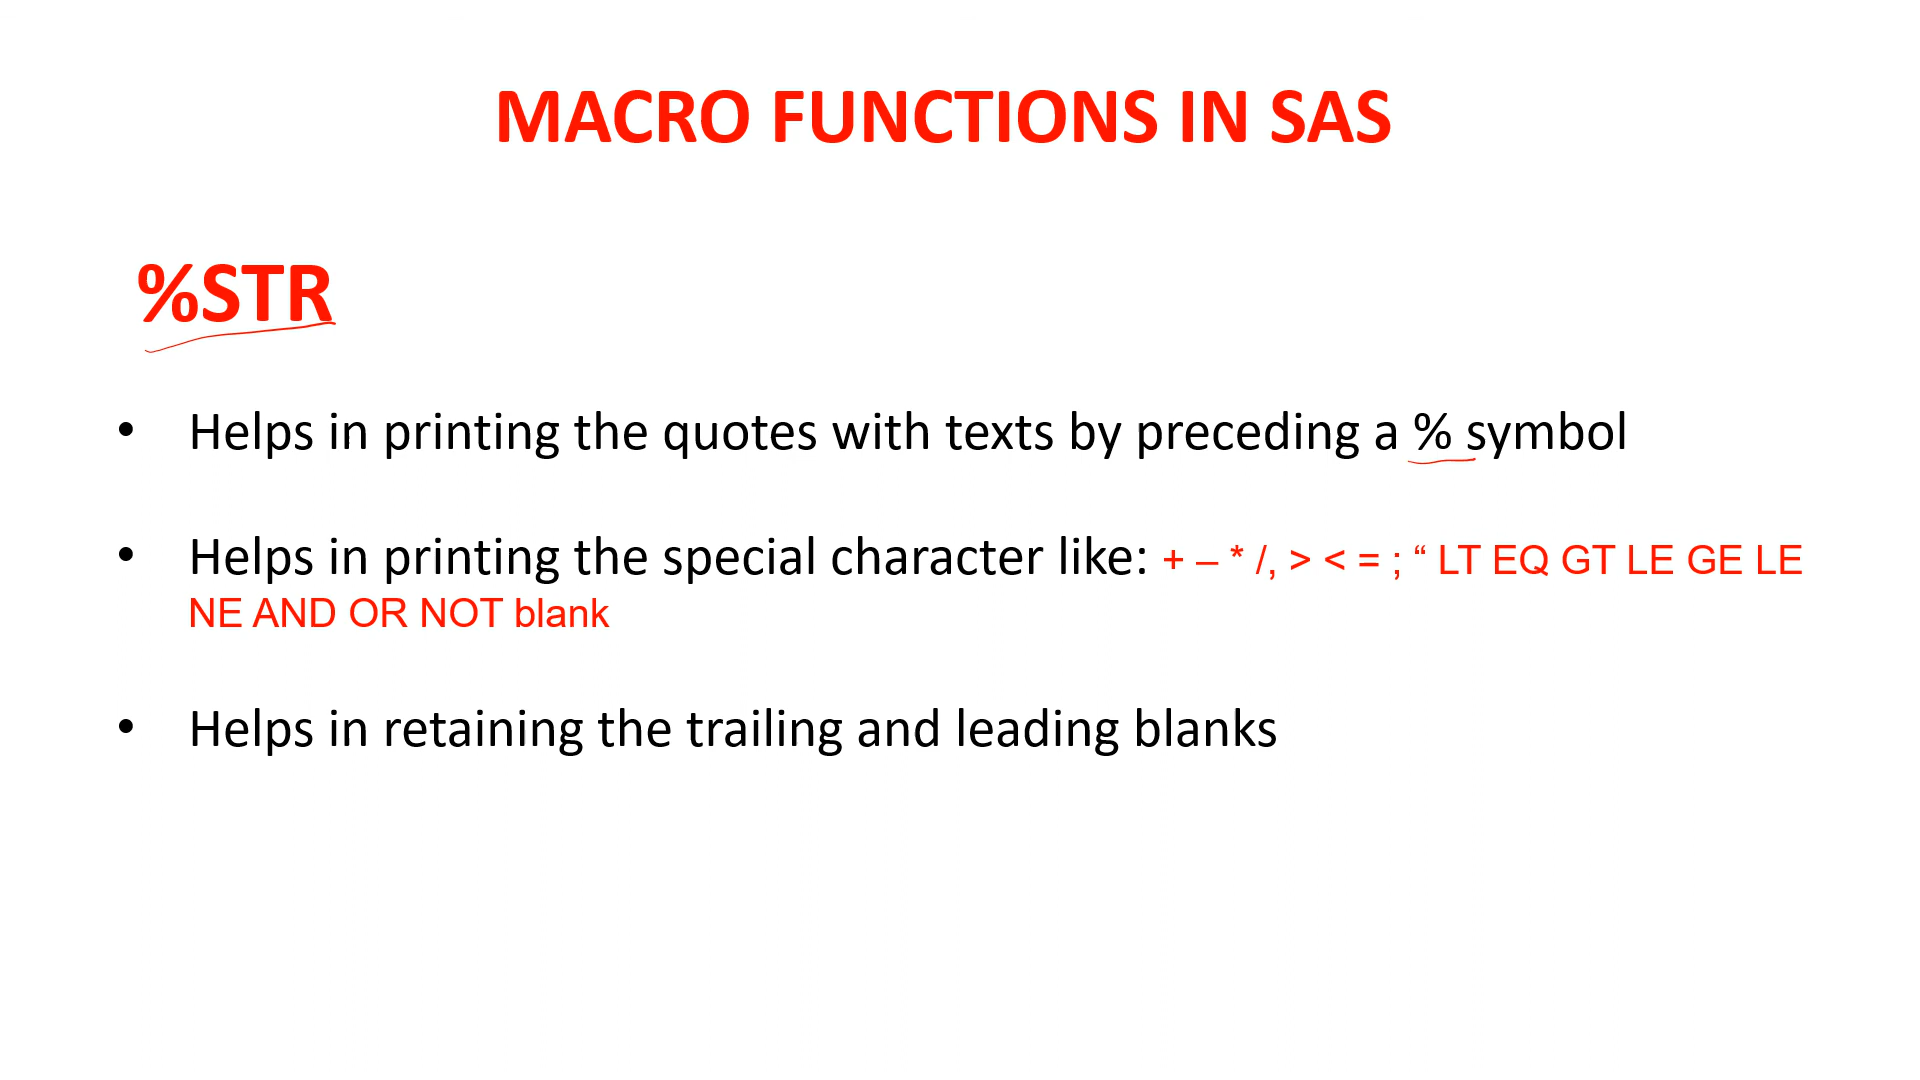 MACRO FUNCTIONS IN SAS
%STR
• Helps in printing the quotes with texts by preceding a % symbol
• Helps in printing the special character like: + – * /, > < = ; “ LT EQ GT LE GE LE
NE AND OR NOT blank
• Helps in retaining the trailing and leading blanks